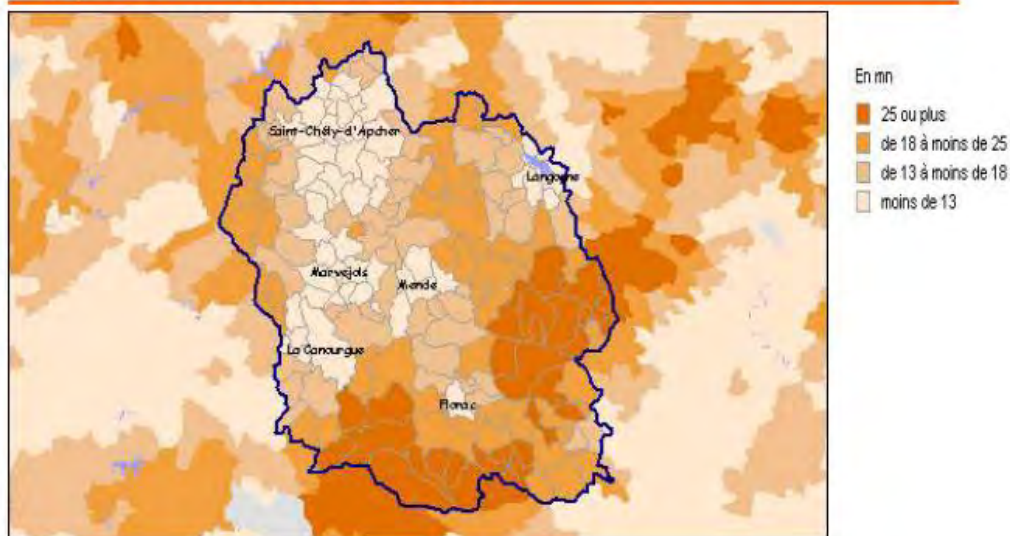 En mn
25 ou plus
de 18 à moins de 25
de 13 à moins de 18
moins de 13
Saint-Chély-d'Apcher
Langogne
Marvejols
Mende
La Canourgue
Florac